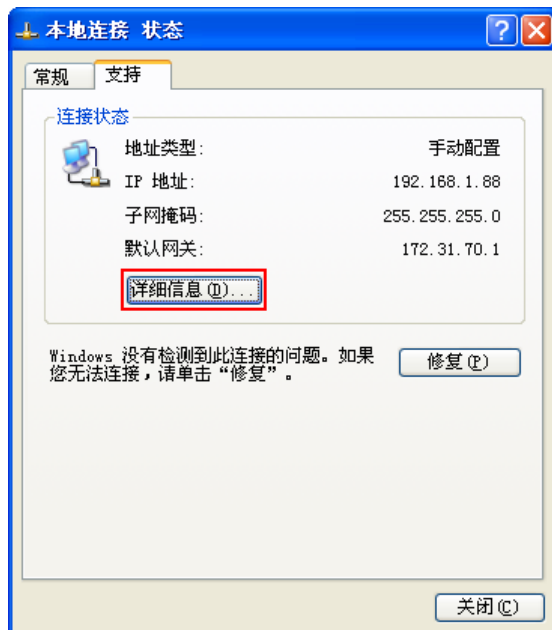 本地连接 状态
常规 支持
连接状态
地址类型: 手动配置
IP 地址: 192.168.1.88
子网掩码: 255.255.255.0
默认网关: 172.31.70.1
详细信息(D)...
Windows 没有检测到此连接的问题。如果
您无法连接，请单击“修复”。
修复(P)
关闭(C)